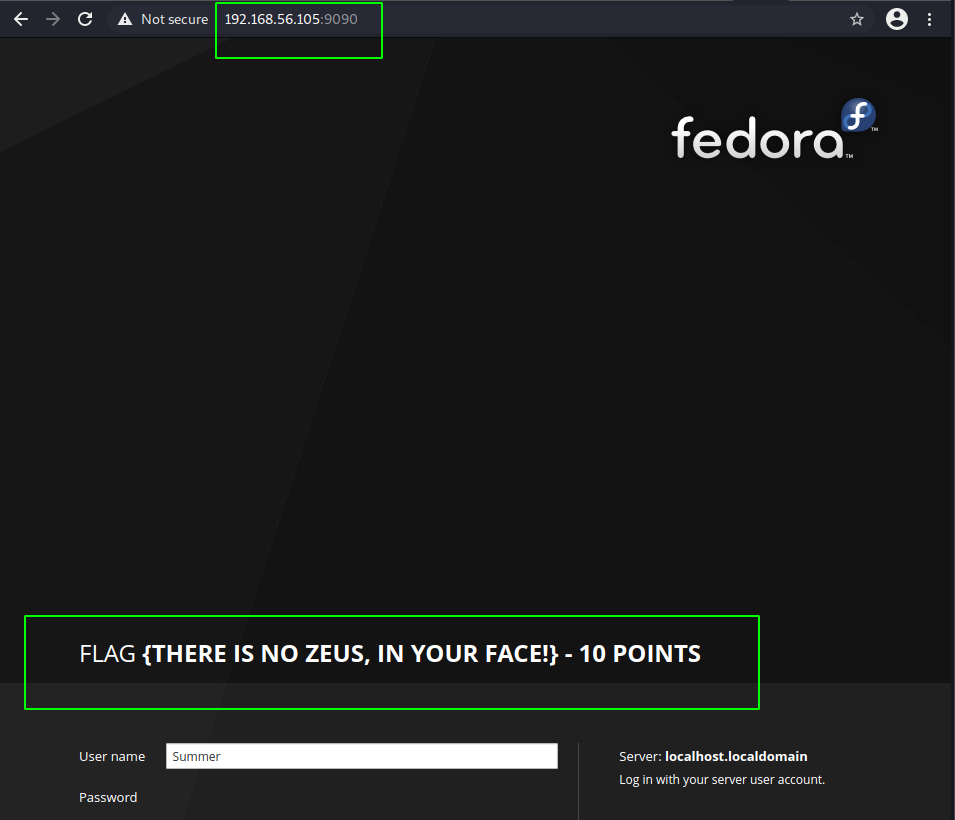 Not secure 192.168.56.105:9090
fedora™
FLAG {THERE IS NO ZEUS, IN YOUR FACE!} - 10 POINTS
User name Summer
Password
Server: localhost.localdomain
Log in with your server user account.